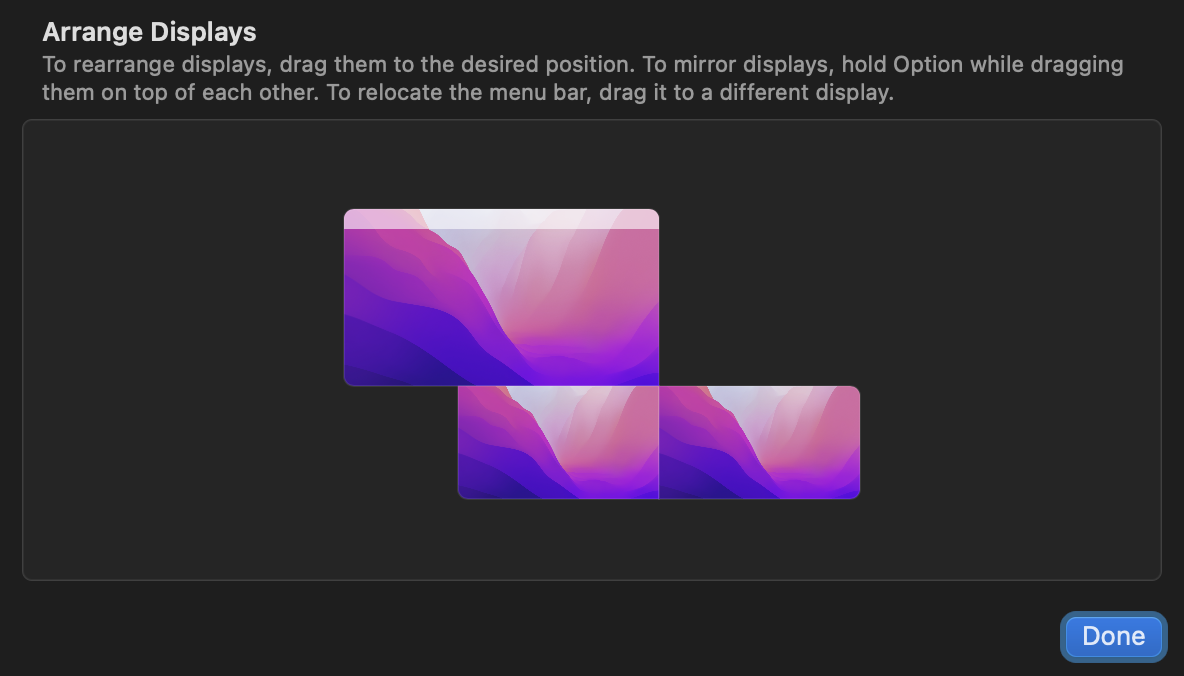 Arrange Displays
To rearrange displays, drag them to the desired position. To mirror displays, hold Option while dragging
them on top of each other. To relocate the menu bar, drag it to a different display.
Done